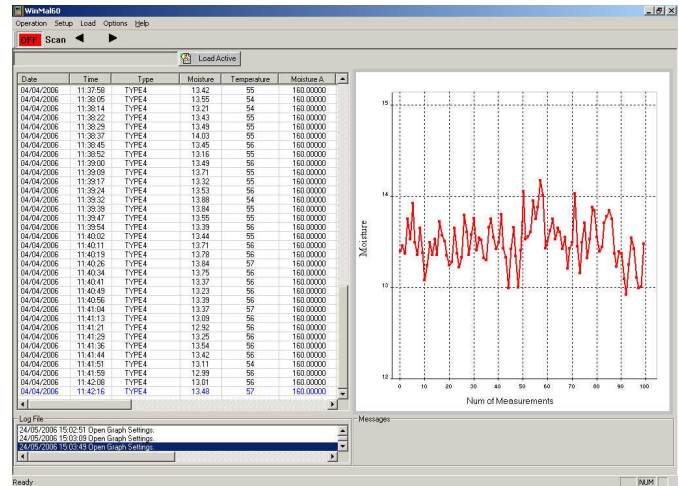 WinMal60
Operation Setup Load Options Help
OFF Scan
Load Active
Date Time Type Moisture Temperature Moisture A
04/04/2006 11:37:58 TYPE4 13.42 55 160.00000
04/04/2006 11:38:05 TYPE4 13.55 54 160.00000
04/04/2006 11:38:14 TYPE4 13.21 54 160.00000
04/04/2006 11:38:22 TYPE4 13.43 55 160.00000
04/04/2006 11:38:29 TYPE4 13.49 55 160.00000
04/04/2006 11:38:37 TYPE4 14.03 55 160.00000
04/04/2006 11:38:45 TYPE4 13.45 56 160.00000
04/04/2006 11:38:52 TYPE4 13.16 55 160.00000
04/04/2006 11:39:00 TYPE4 13.49 56 160.00000
04/04/2006 11:39:09 TYPE4 13.71 55 160.00000
04/04/2006 11:39:17 TYPE4 13.32 55 160.00000
04/04/2006 11:39:24 TYPE4 13.53 56 160.00000
04/04/2006 11:39:32 TYPE4 13.88 54 160.00000
04/04/2006 11:39:39 TYPE4 13.84 55 160.00000
04/04/2006 11:39:47 TYPE4 13.55 55 160.00000
04/04/2006 11:39:54 TYPE4 13.39 56 160.00000
04/04/2006 11:40:02 TYPE4 13.44 55 160.00000
04/04/2006 11:40:11 TYPE4 13.71 56 160.00000
04/04/2006 11:40:19 TYPE4 13.78 56 160.00000
04/04/2006 11:40:26 TYPE4 13.84 57 160.00000
04/04/2006 11:40:34 TYPE4 13.75 56 160.00000
04/04/2006 11:40:41 TYPE4 13.37 56 160.00000
04/04/2006 11:40:49 TYPE4 13.23 56 160.00000
04/04/2006 11:40:56 TYPE4 13.39 56 160.00000
04/04/2006 11:41:04 TYPE4 13.37 57 160.00000
04/04/2006 11:41:13 TYPE4 13.09 56 160.00000
04/04/2006 11:41:21 TYPE4 12.92 56 160.00000
04/04/2006 11:41:29 TYPE4 13.25 56 160.00000
04/04/2006 11:41:36 TYPE4 13.54 56 160.00000
04/04/2006 11:41:44 TYPE4 13.42 56 160.00000
04/04/2006 11:41:51 TYPE4 13.11 54 160.00000
04/04/2006 11:41:59 TYPE4 12.99 56 160.00000
04/04/2006 11:42:08 TYPE4 13.01 56 160.00000
04/04/2006 11:42:16 TYPE4 13.48 57 160.00000
15
14
13
12
Moisture
0 10 20 30 40 50 60 70 80 90 100
Num of Measurements
Log File
24/05/2006 15:02:51 Open Graph Settings.
24/05/2006 15:03:09 Open Graph Settings.
24/05/2006 15:03:49 Open Graph Settings.
Messages
Ready
NUM